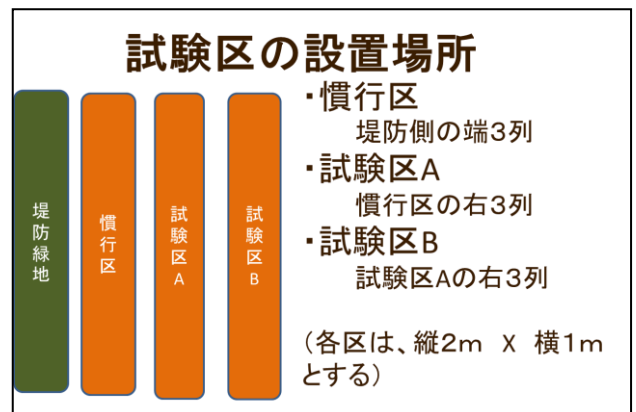 試験区の設置場所
堤防緑地
慣行区
試験区A
試験区B
・慣行区
堤防側の端3列
・試験区A
慣行区の右3列
・試験区B
試験区Aの右3列
(各区は、縦2m X 横1m
とする)